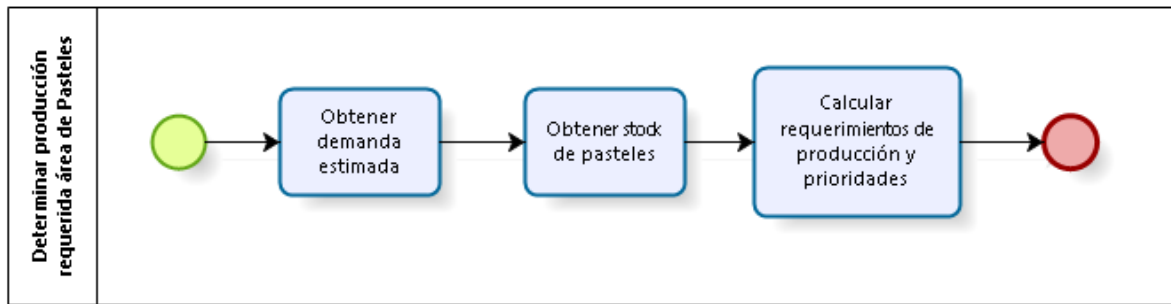 Determinar producción
requerida área de Pasteles
Obtener
demanda
estimada
Obtener stock
de pasteles
Calcular
requerimientos de
producción y
prioridades